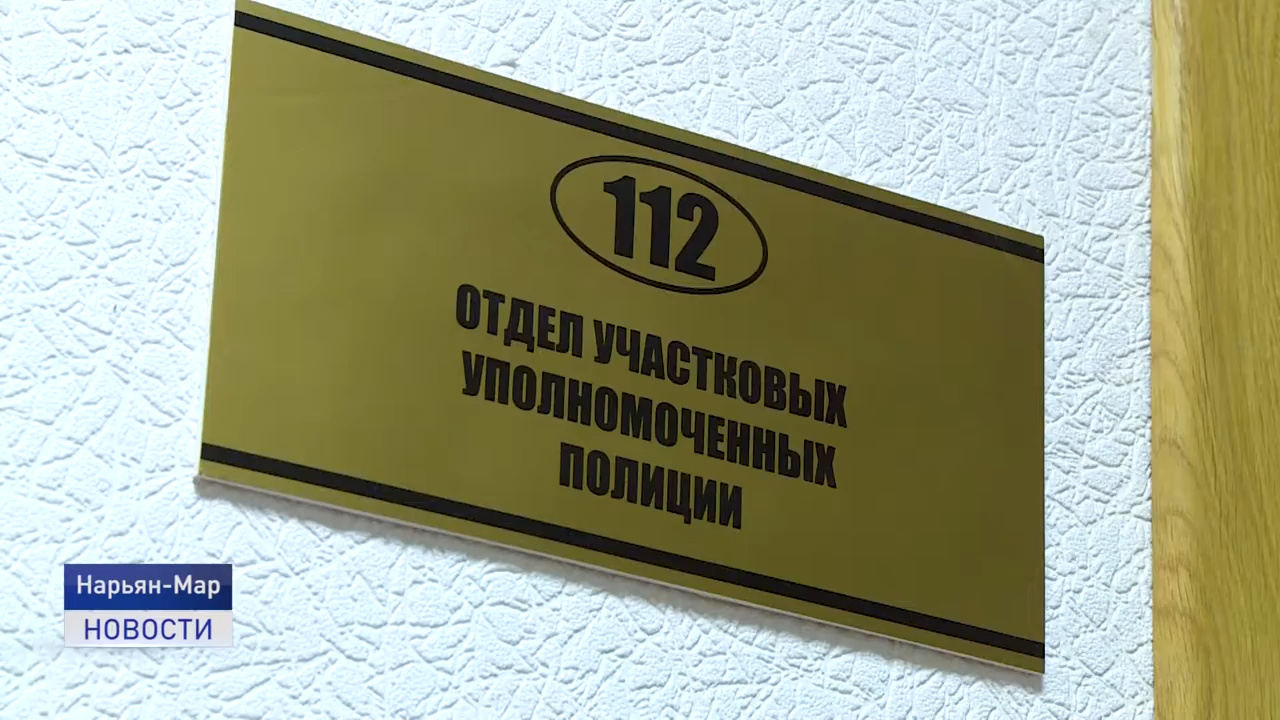 112
ОТДЕЛ УЧАСТКОВЫХ
УПОЛНОМОЧЕННЫХ
ПОЛИЦИИ
Нарьян-Мар
НОВОСТИ